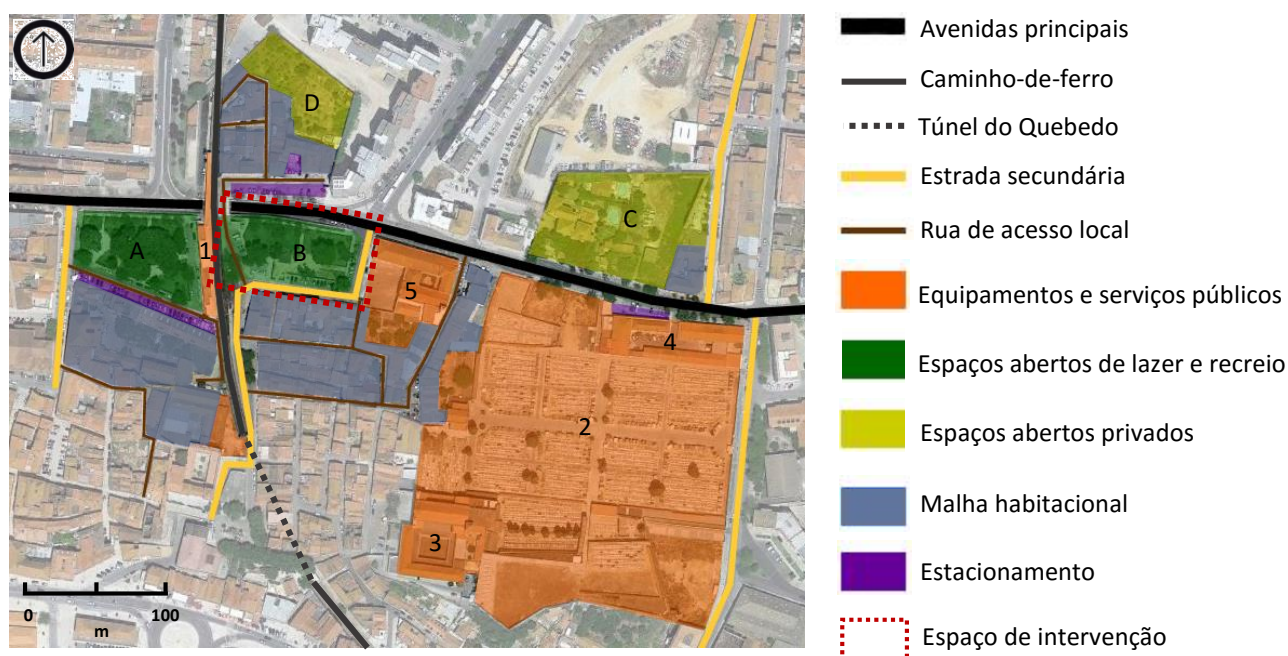 D
C
A
1
B
5
4
2
3
0 100
m
Avenidas principais
Caminho-de-ferro
Túnel do Quebedo
Estrada secundária
Rua de acesso local
Equipamentos e serviços públicos
Espaços abertos de lazer e recreio
Espaços abertos privados
Malha habitacional
Estacionamento
Espaço de intervenção